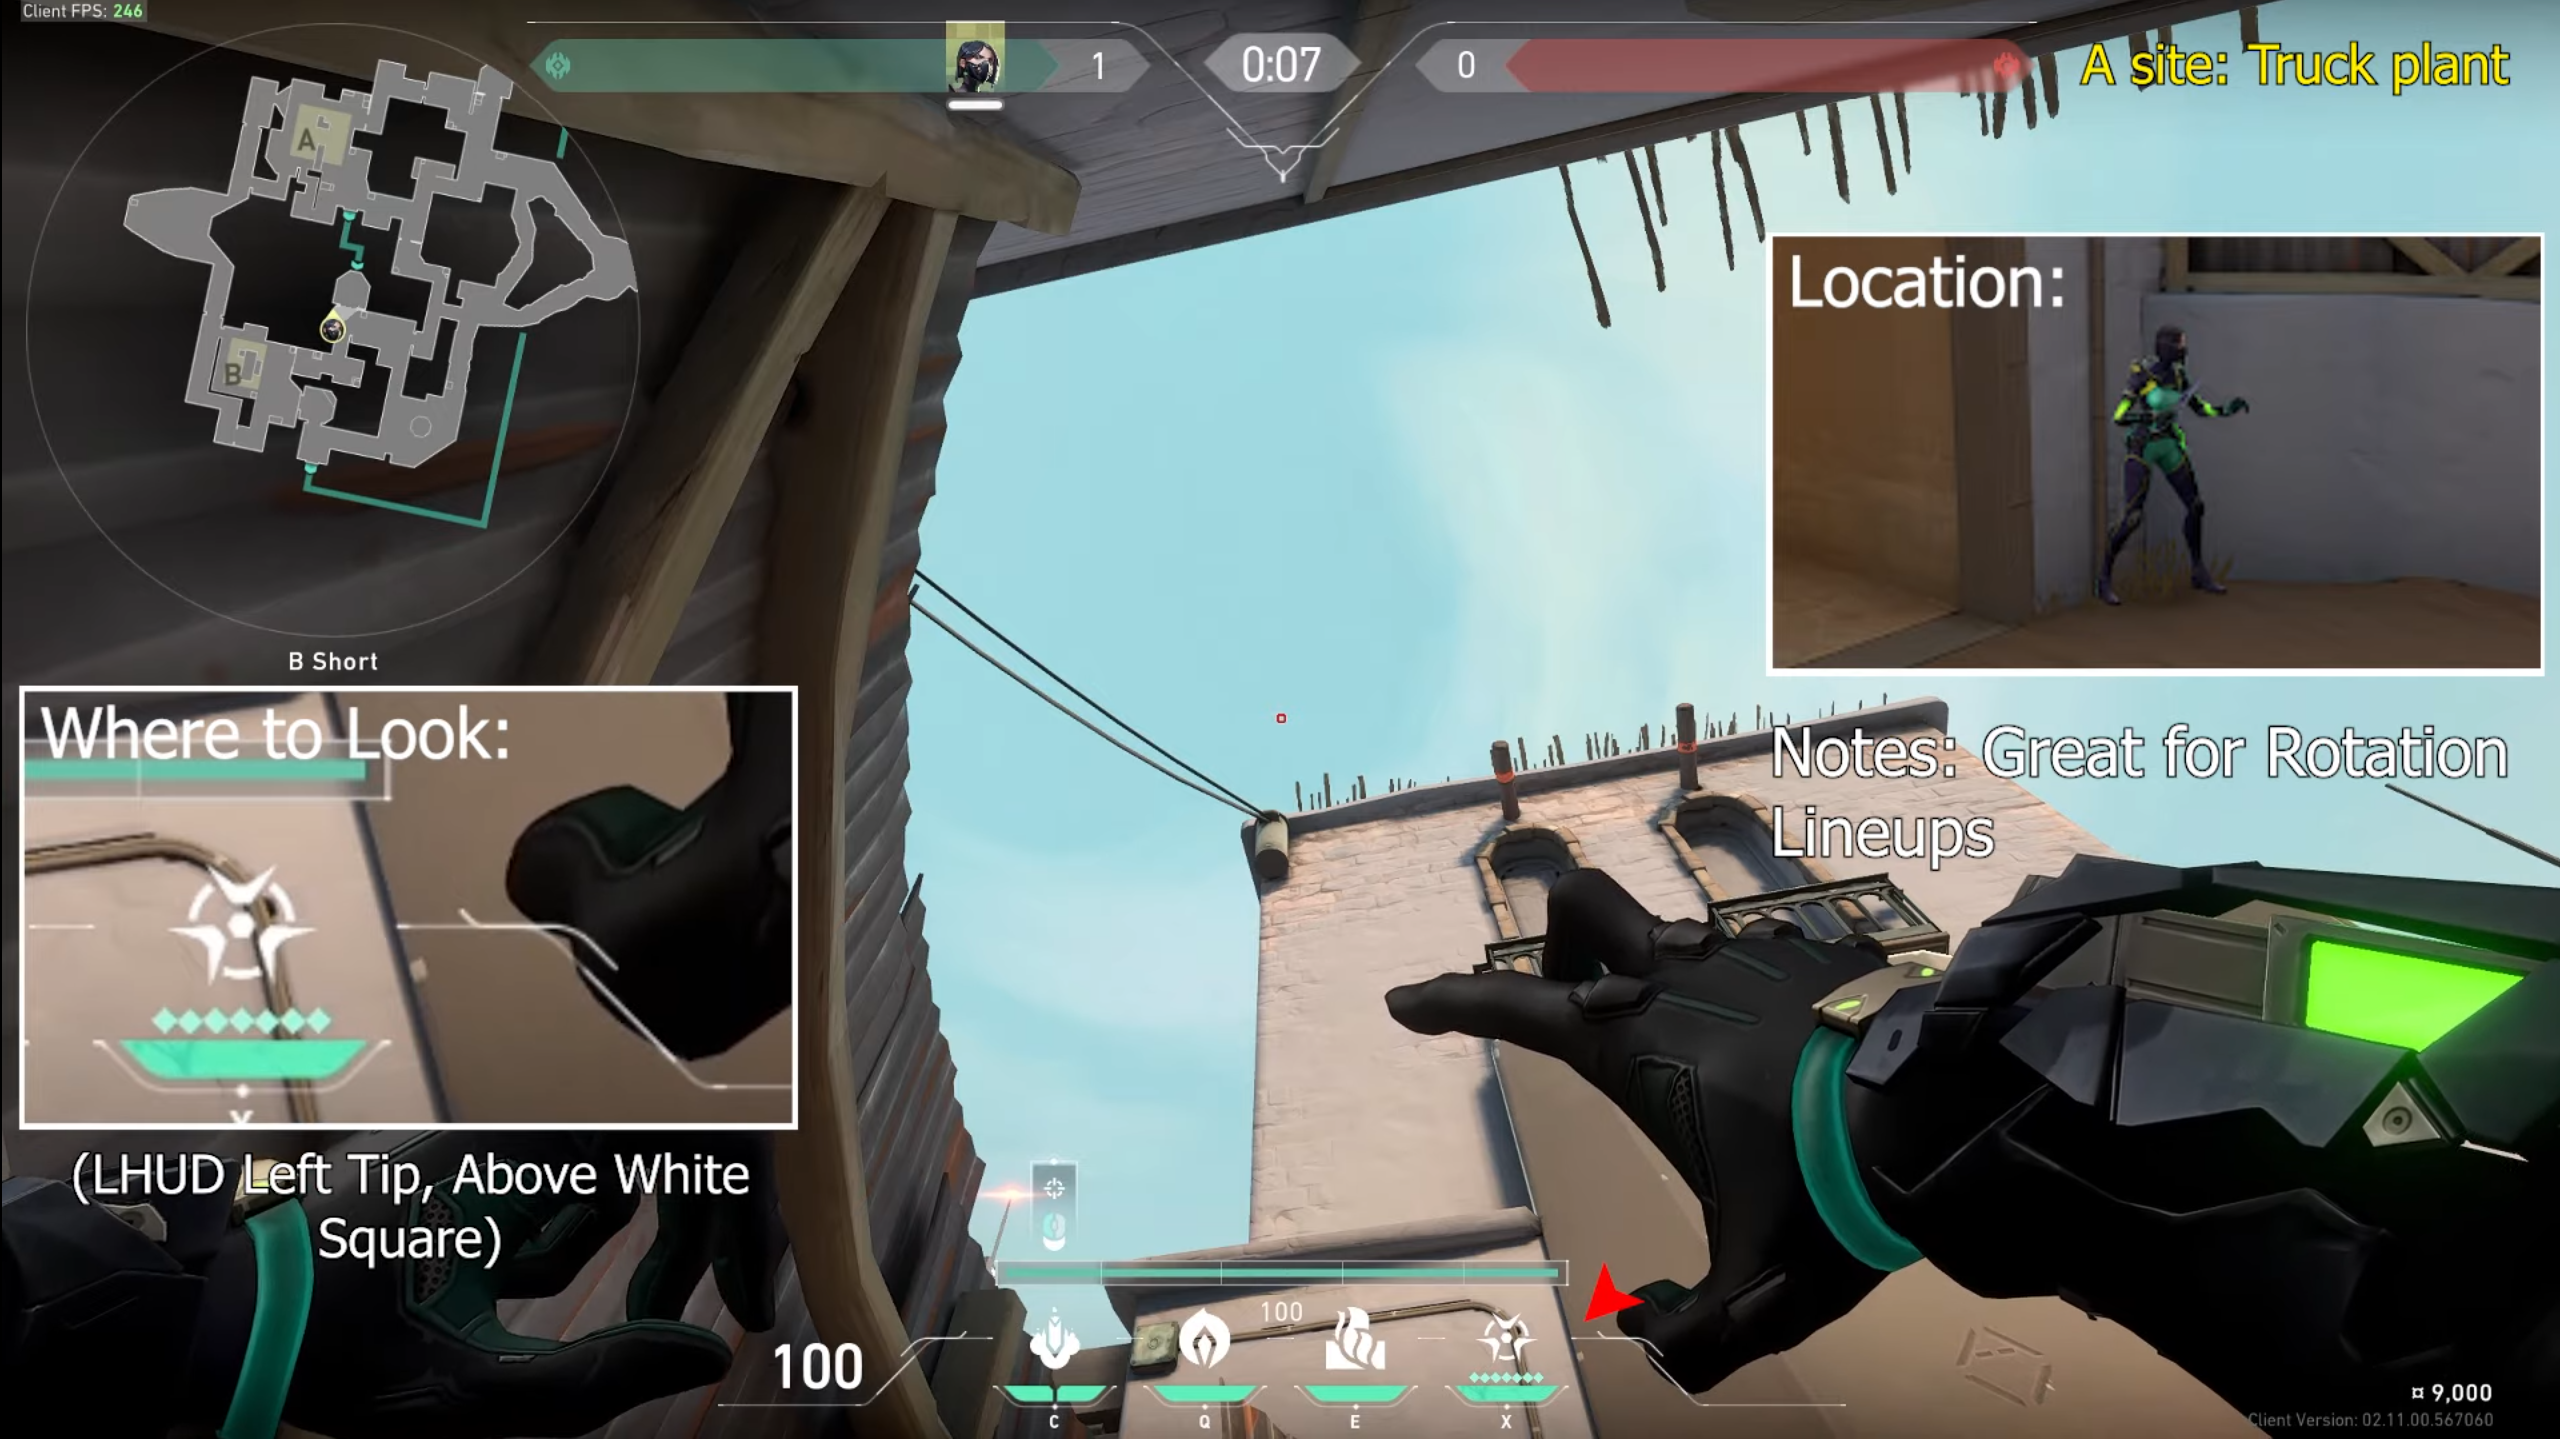 Client FPS: 246
1
0:07
0
A site: Truck plant
A
B
B Short
Location:
Where to Look:
Notes: Great for Rotation
Lineups
(LHUD Left Tip, Above White
Square)
100
100
C
Q
E
X
¤ 9,000
Client Version: 02.11.00.567060